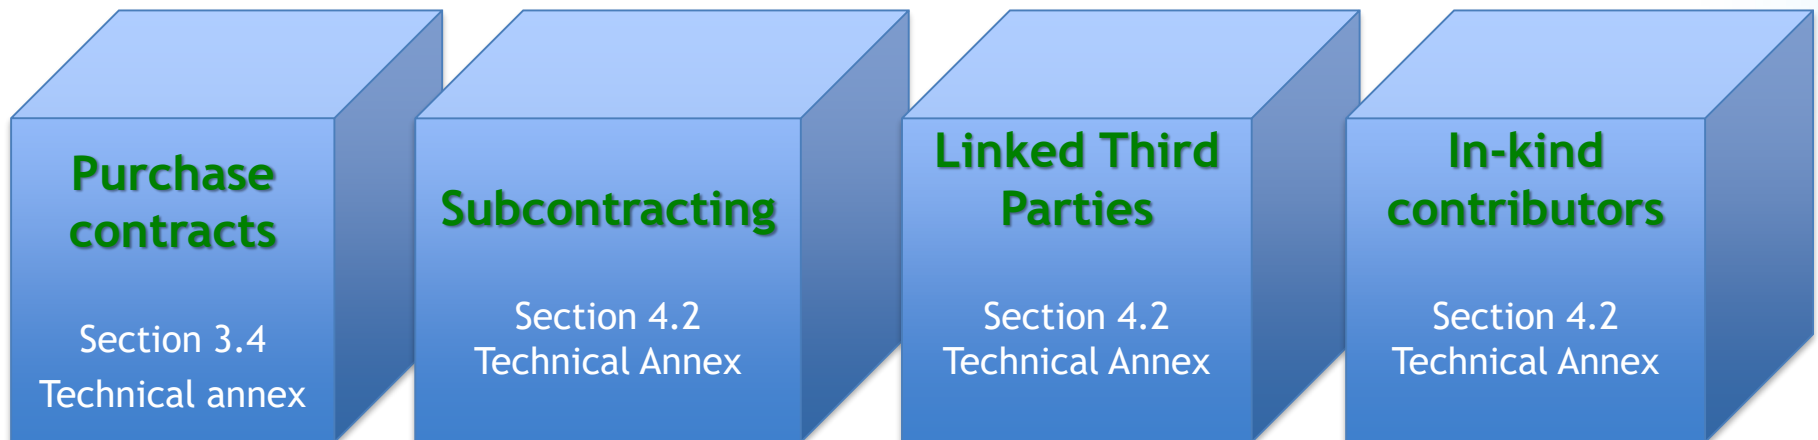 Purchase
contracts
Section 3.4
Technical annex
Subcontracting
Section 4.2
Technical Annex
Linked Third
Parties
Section 4.2
Technical Annex
In-kind
contributors
Section 4.2
Technical Annex